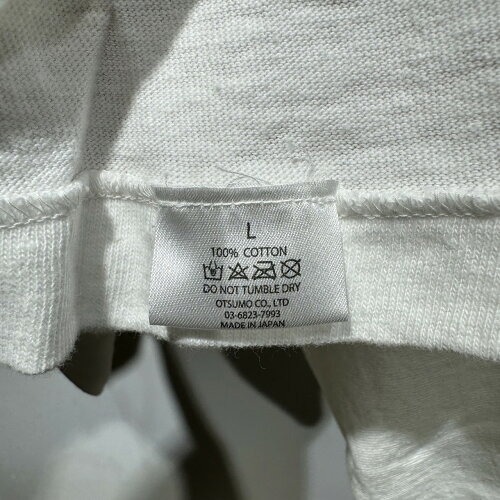 L
100% COTTON
DO NOT TUMBLE DRY
OTSUMO CO., LTD
03-6823-7993
MADE IN JAPAN